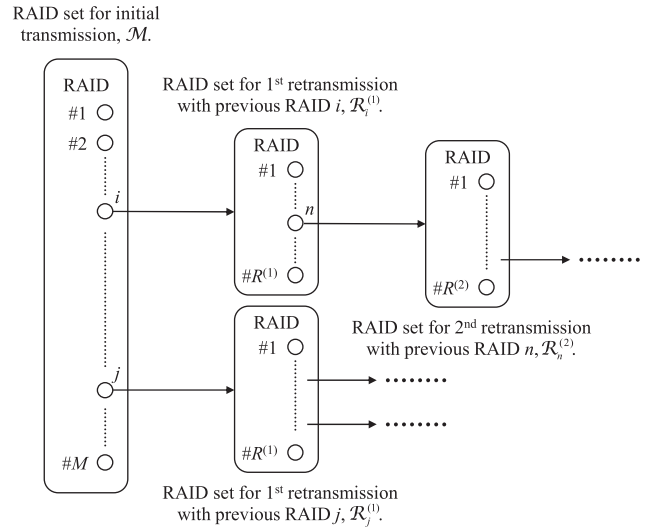 RAID set for initial
transmission, ℳ.
RAID
#1
#2
i
j
#M
RAID set for 1st retransmission
with previous RAID i, ℛᵢ⁽¹⁾.
RAID
#1
n
#R⁽¹⁾
RAID
#1
#R⁽²⁾
RAID set for 2nd retransmission
with previous RAID n, ℛₙ⁽²⁾.
RAID
#1
#R⁽¹⁾
RAID set for 1st retransmission
with previous RAID j, ℛⱼ⁽¹⁾.